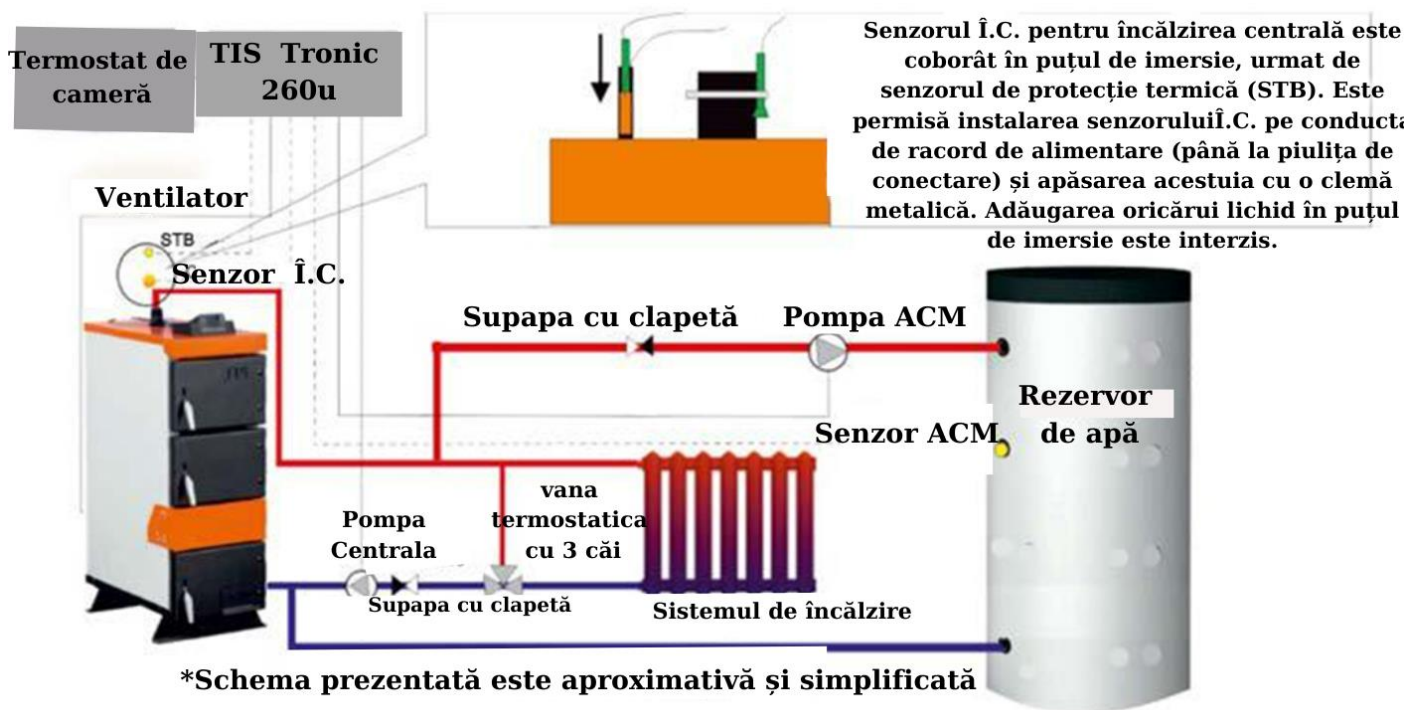 Termostat de
cameră
TIS Tronic
260u
Senzorul Î.C. pentru încălzirea centrală este
coborât în puțul de imersie, urmat de
senzorul de protecție termică (STB). Este
permisă instalarea senzoruluiÎ.C. pe conducta
de racord de alimentare (până la piulița de
conectare) și apăsarea acestuia cu o clemă
metalică. Adăugarea oricărui lichid în puțul
de imersie este interzis.
Ventilator
STB
Senzor Î.C.
Supapa cu clapetă
Pompa ACM
Rezervor
de apă
Senzor ACM
vana
termostatica
cu 3 căi
Pompa
Centrala
Supapa cu clapetă
Sistemul de încălzire
*Schema prezentată este aproximativă și simplificată